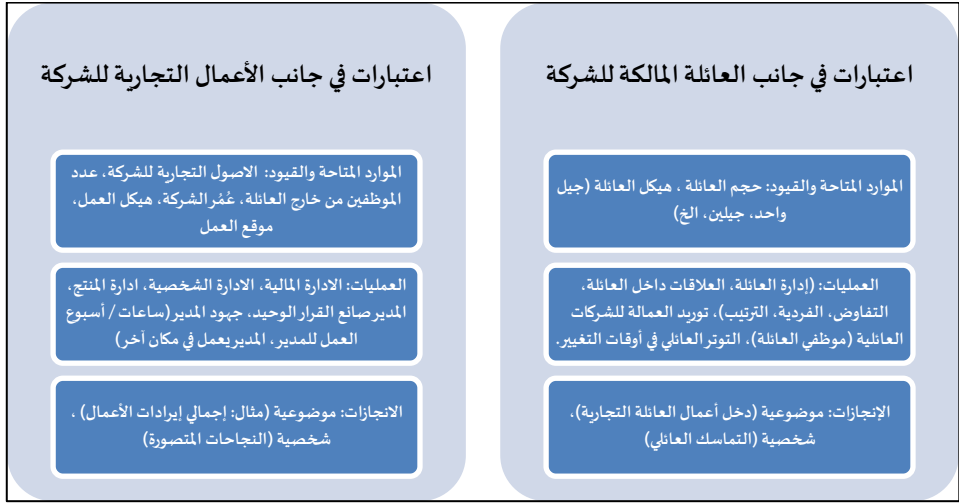 اعتبارات في جانب العائلة المالكة للشركة
الموارد المتاحة والقيود: حجم العائلة ، هيكل العائلة (جيل
واحد، جيلين، الخ)
العمليات: (إدارة العائلة، العلاقات داخل العائلة،
التفاوض، الفردية، الترتيب)، توريد العمالة للشركات
العائلية (موظفي العائلة)، التوتر العائلي في أوقات التغيير.
الإنجازات: موضوعية (دخل أعمال العائلة التجارية)،
شخصية (التماسك العائلي)
اعتبارات في جانب الأعمال التجارية للشركة
الموارد المتاحة والقيود: الاصول التجارية للشركة، عدد
الموظفين من خارج العائلة، عُمُر الشركة، هيكل العمل،
موقع العمل
العمليات: الادارة المالية، الادارة الشخصية، ادارة المنتج،
المدير صانع القرار الوحيد، جهود المدير (ساعات / أسبوع
العمل للمدير، المدير يعمل في مكان آخر)
الانجازات: موضوعية (مثال: إجمالي إيرادات الأعمال) ،
شخصية (النجاحات المتصورة)